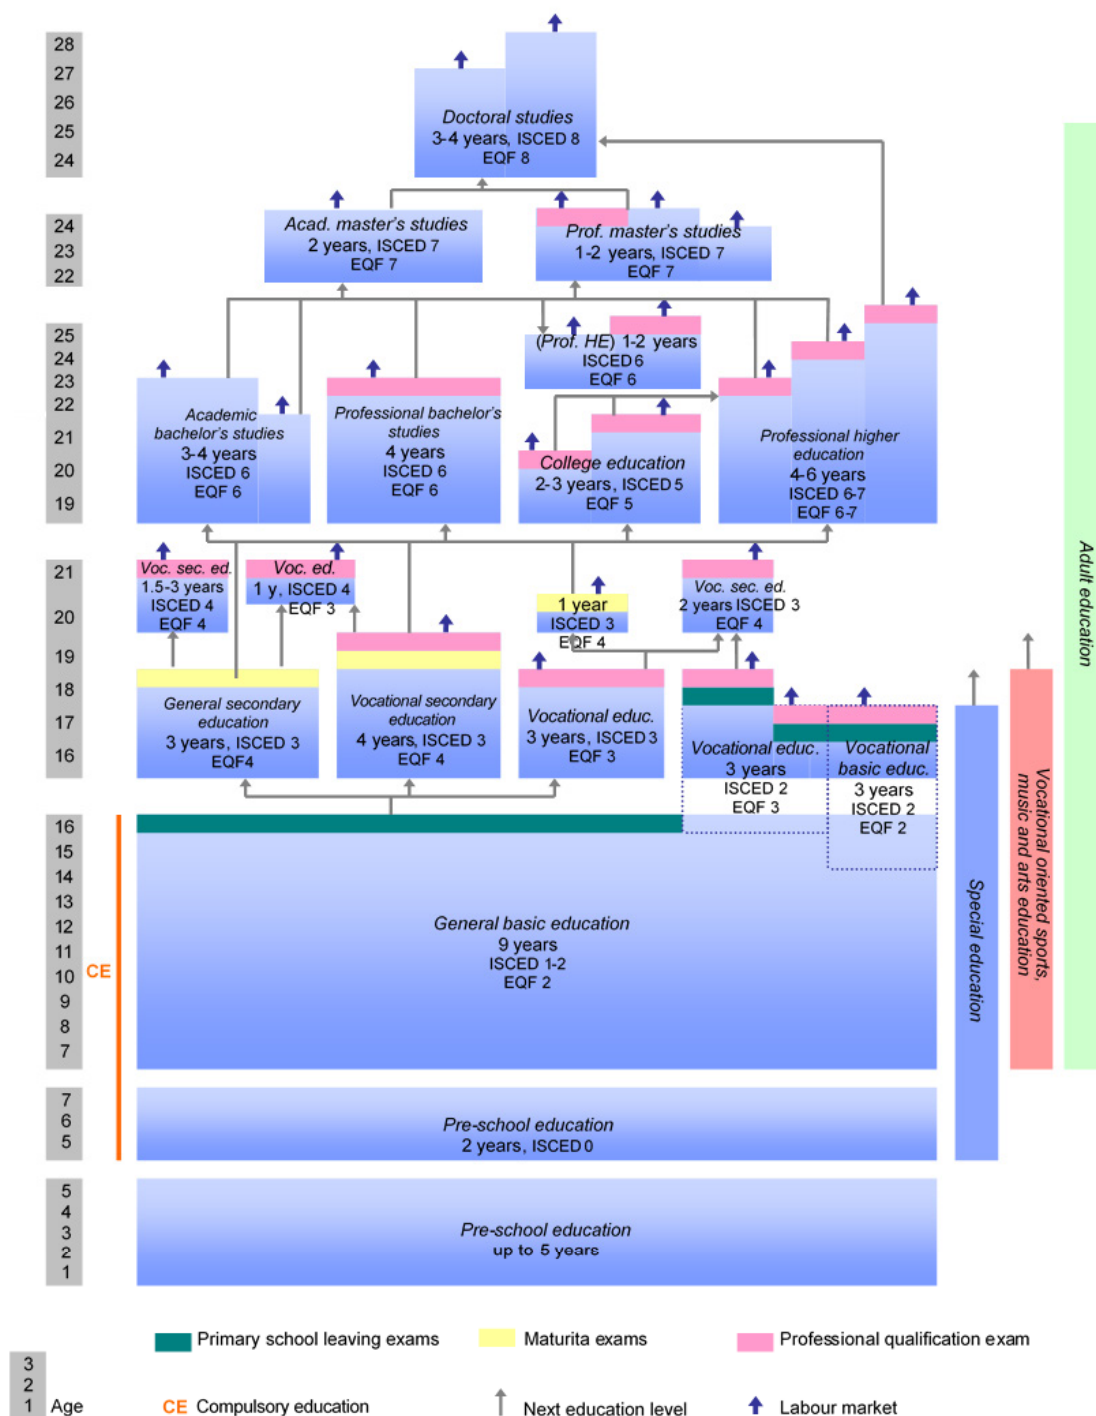 28
27
26
25
24
Doctoral studies
3-4 years, ISCED 8
EQF 8
24
23
22
Acad. master's studies
2 years, ISCED 7
EQF 7
Prof. master's studies
1-2 years, ISCED 7
EQF 7
25
24
23
22
21
20
19
(Prof. HE) 1-2 years
ISCED 6
EQF 6
Academic
bachelor's studies
3-4 years
ISCED 6
EQF 6
Professional bachelor's
studies
4 years
ISCED 6
EQF 6
College education
2-3 years, ISCED 5
EQF 5
Professional higher
education
4-6 years
ISCED 6-7
EQF 6-7
21
20
19
18
17
16
Voc. sec. ed.
1.5-3 years
ISCED 4
EQF 4
Voc. ed.
1 y, ISCED 4
EQF 3
1 year
ISCED 3
EQF 4
Voc. sec. ed.
2 years ISCED 3
EQF 4
General secondary
education
3 years, ISCED 3
EQF4
Vocational secondary
education
4 years, ISCED 3
EQF 4
Vocational educ.
3 years, ISCED 3
EQF 3
Vocational educ.
3 years
ISCED 2
EQF 3
Vocational
basic educ.
3 years
ISCED 2
EQF 2
16
15
14
13
12
11
10
9
8
7
CE
General basic education
9 years
ISCED 1-2
EQF 2
7
6
5
Pre-school education
2 years, ISCED 0
5
4
3
2
1
Pre-school education
up to 5 years
Special education
Vocational oriented sports,
music and arts education
Adult education
Primary school leaving exams
Maturita exams
Professional qualification exam
3
2
1 Age
CE Compulsory education
Next education level
Labour market